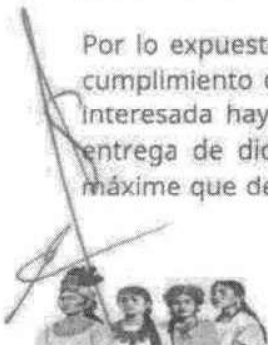 Por lo expuest
cumplimiento
interesada hay
entrega de dic
máxime que de